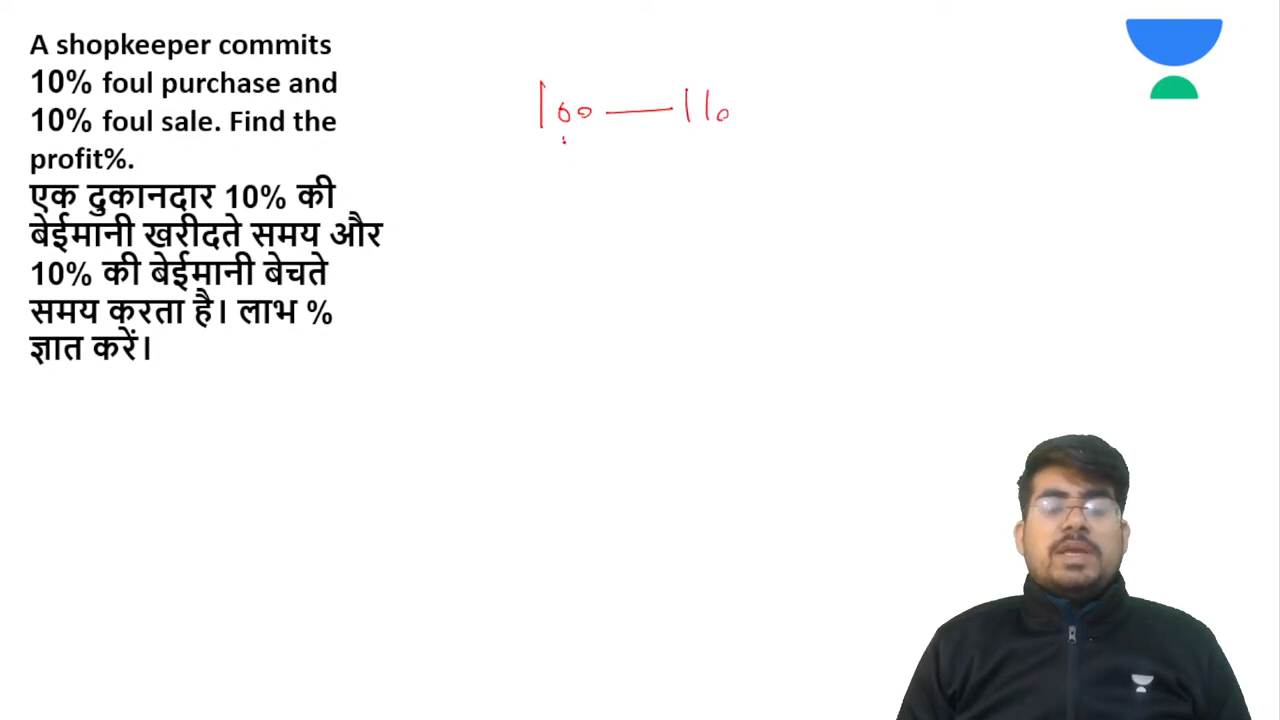 A shopkeeper commits
10% foul purchase and
10% foul sale. Find the
profit%.
एक दुकानदार 10% की
बेईमानी खरीदते समय और
10% की बेईमानी बेचते
समय करता है। लाभ %
ज्ञात करें।
100 — 110